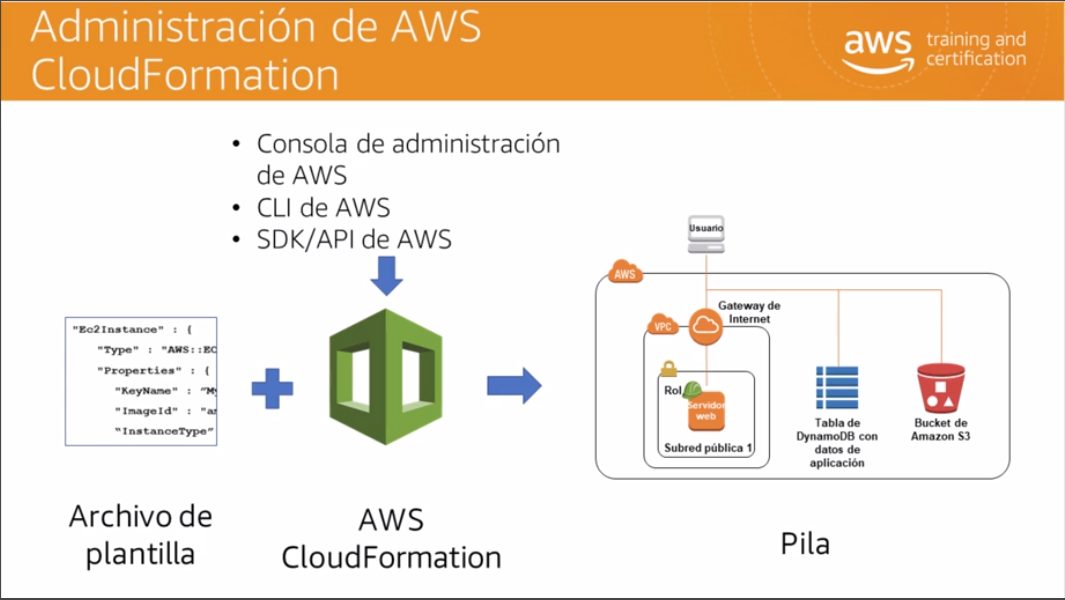 Administración de AWS
CloudFormation
aws training and
certification
• Consola de administración
de AWS
• CLI de AWS
• SDK/API de AWS
"Ec2Instance" : {
"Type" : "AWS::EC
"Properties" : {
"KeyName" : "My
"ImageId" : "am
"InstanceType"
Archivo de
plantilla
AWS
CloudFormation
Usuario
AWS
Gateway de
Internet
VPC
Rol
Servidor
web
Subred pública 1
Tabla de
DynamoDB con
datos de
aplicación
Bucket de
Amazon S3
Pila